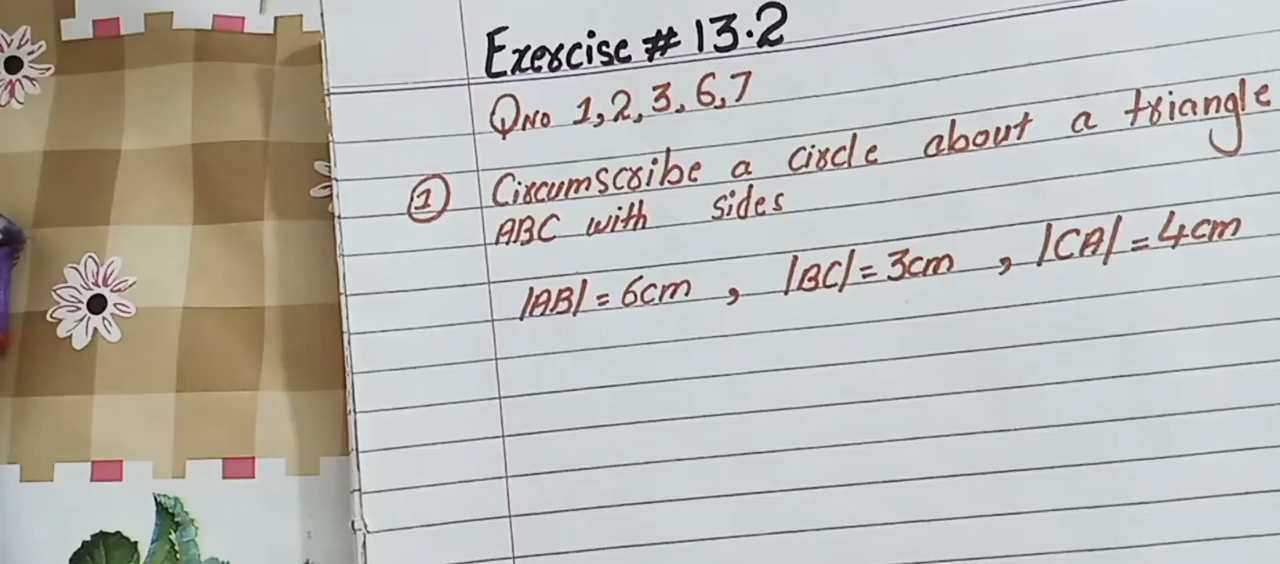 Exercise # 13.2
QNo 1,2,3,6,7
① Circumscribe a circle about a triangle
ABC with sides
|AB| = 6cm , |BC| = 3cm , |CA| = 4cm